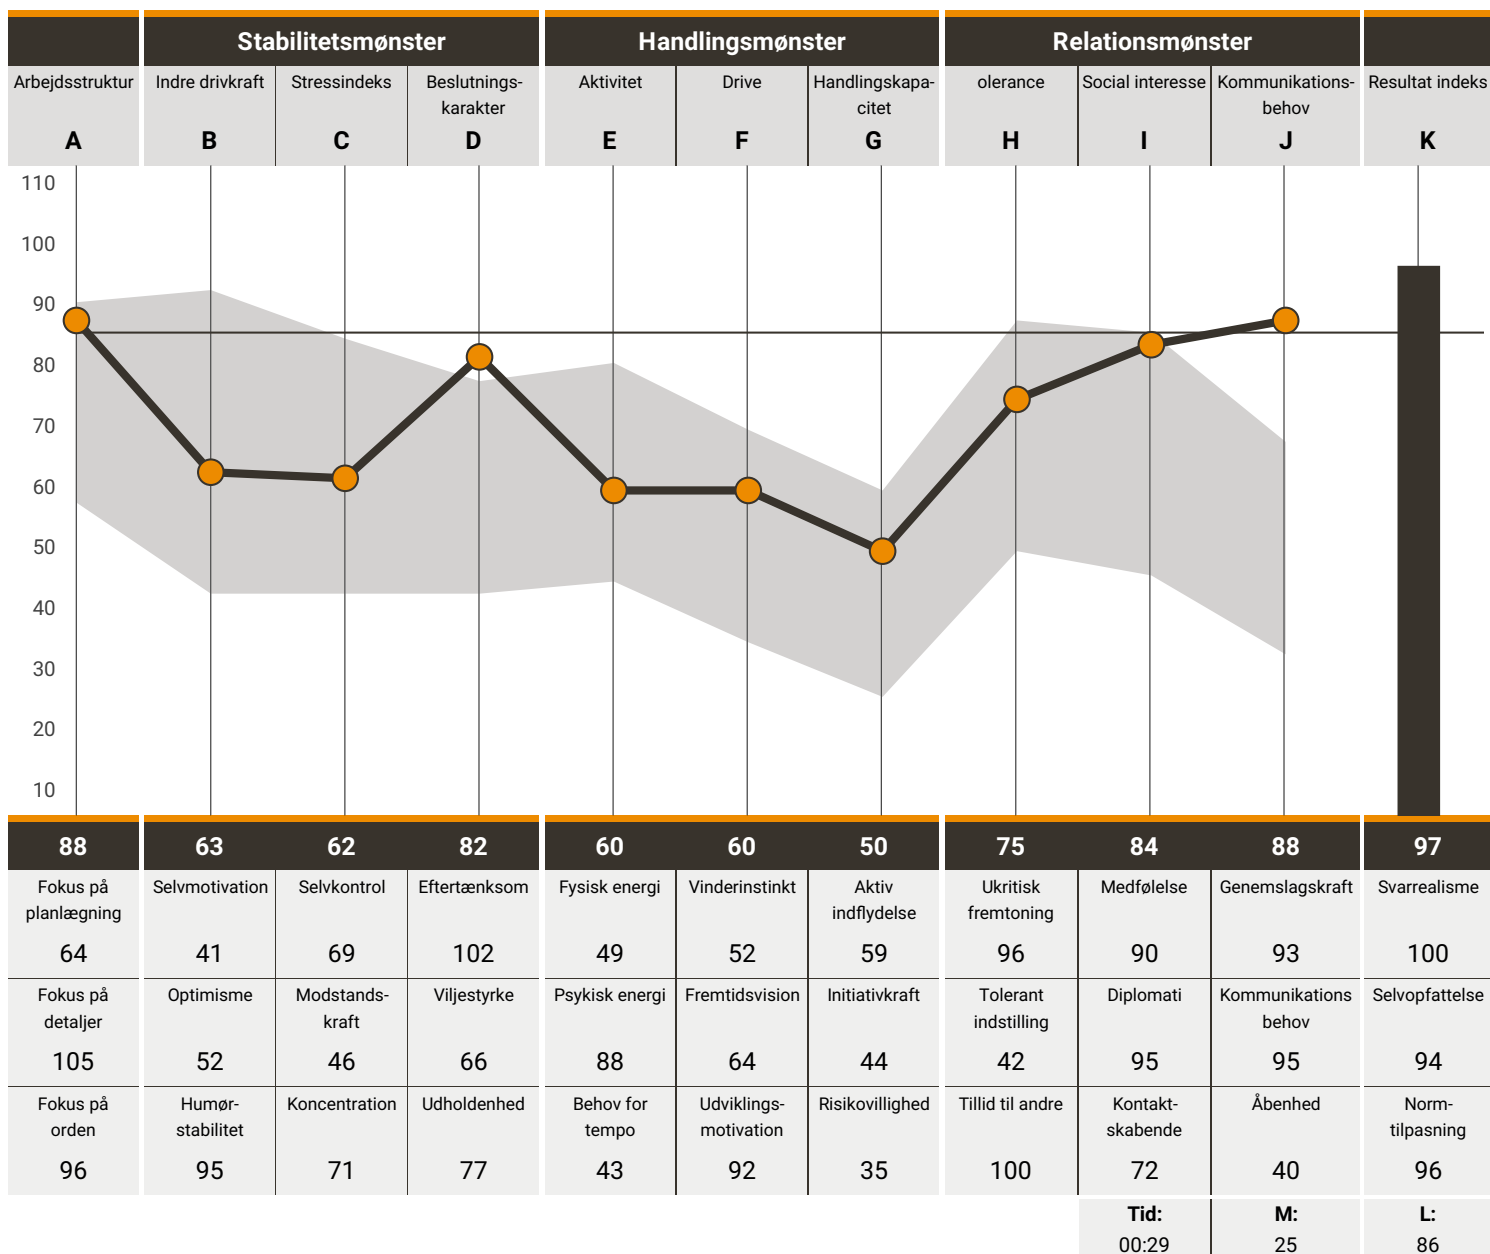 Stabilitetsmønster Handlingsmønster Relationsmønster
Arbejdsstruktur Indre drivkraft Stressindeks Beslutnings- Aktivitet Drive Handlingskapa- olerance Social interesse Kommunikations- Resultat indeks
karakter citet behov
A B C D E F G H I J K
110
100
90
80
70
60
50
40
30
20
10
88 63 62 82 60 60 50 75 84 88 97
Fokus på Selvmotivation Selvkontrol Eftertænksom Fysisk energi Vinderinstinkt Aktiv Ukritisk Medfølelse Genemslagskraft Svarrealisme
planlægning indflydelse fremtoning
64 41 69 102 49 52 59 96 90 93 100
Fokus på Optimisme Modstands- Viljestyrke Psykisk energi Fremtidsvision Initiativkraft Tolerant Diplomati Kommunikations Selvopfattelse
detaljer kraft indstilling behov
105 52 46 66 88 64 44 42 95 95 94
Fokus på Humør- Koncentration Udholdenhed Behov for Udviklings- Risikovillighed Tillid til andre Kontakt- Åbenhed Norm-
orden stabilitet tempo motivation skabende tilpasning
96 95 71 77 43 92 35 100 72 40 96
Tid: M: L:
00:29 25 86